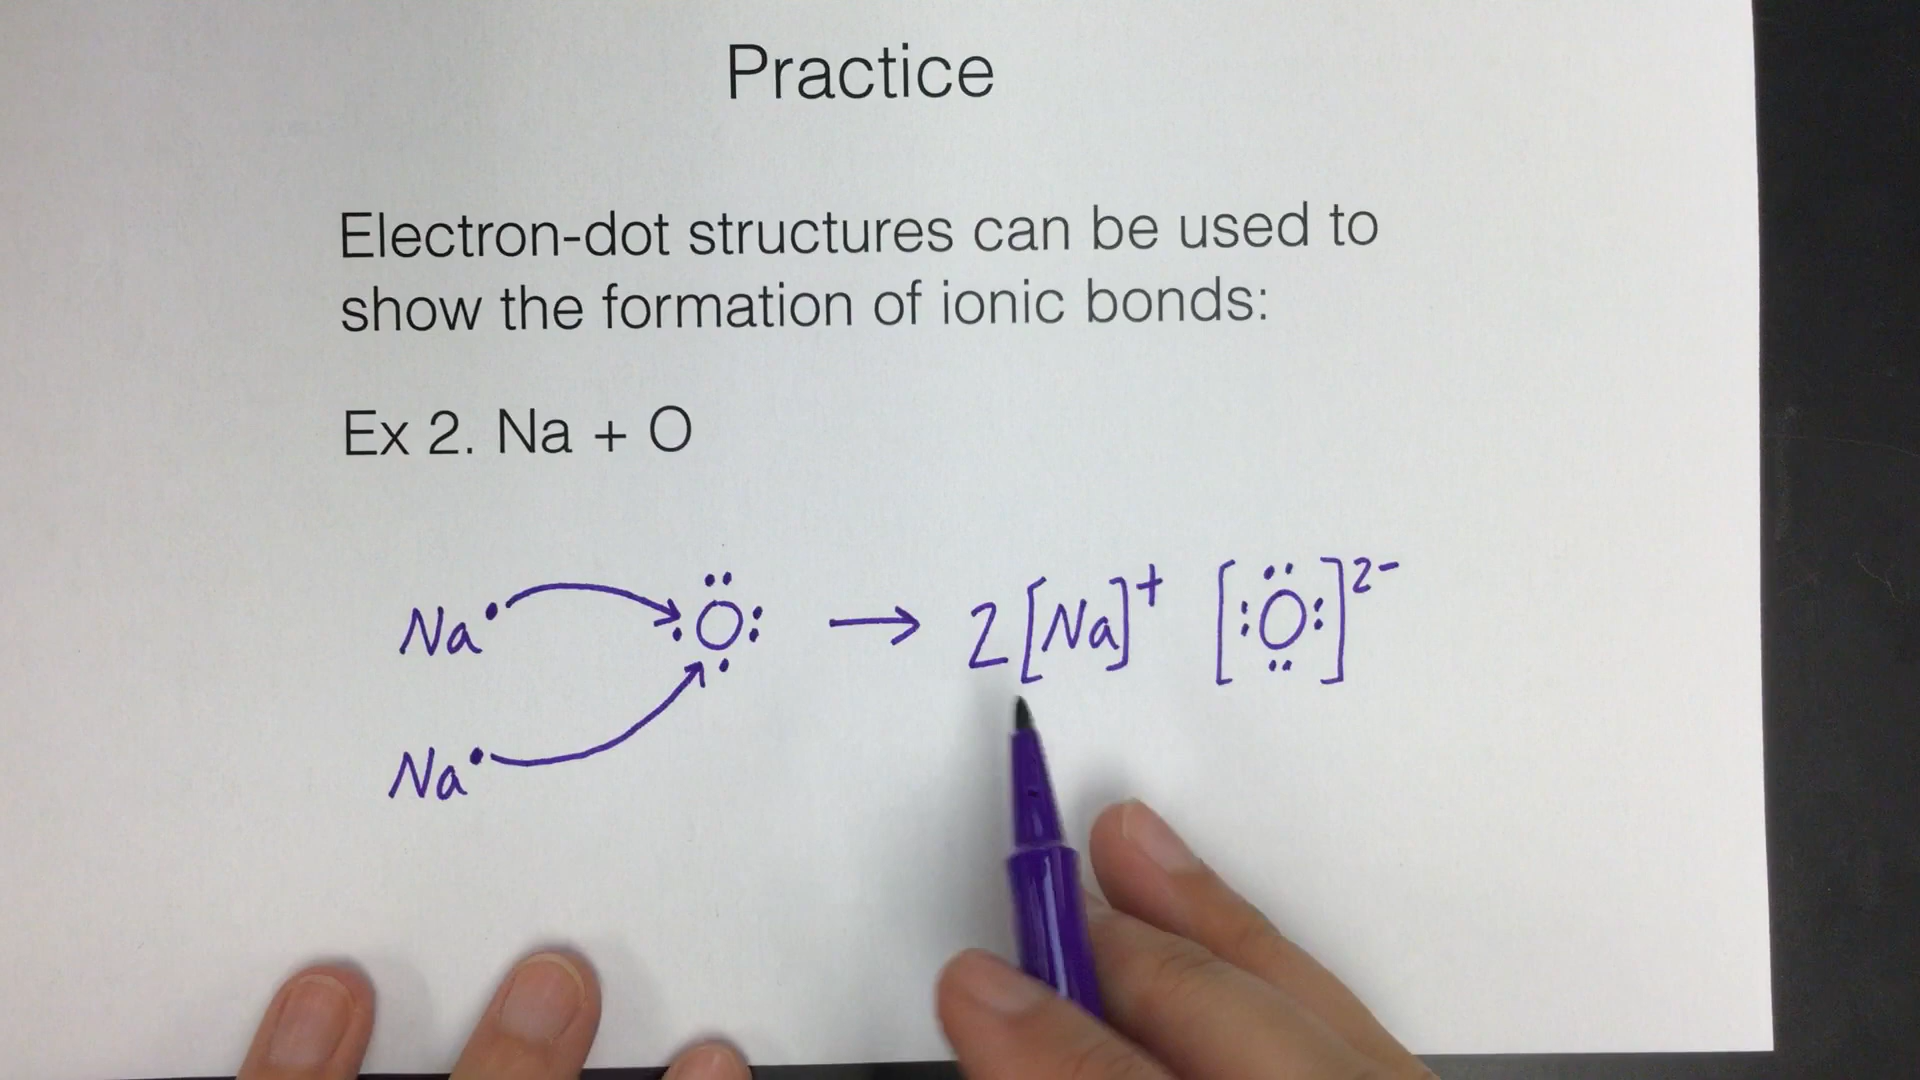 Practice
Electron-dot structures can be used to
show the formation of ionic bonds:
Ex 2. Na + O
Na• :Ö: → 2[Na]⁺ [:Ö:]²⁻
Na•